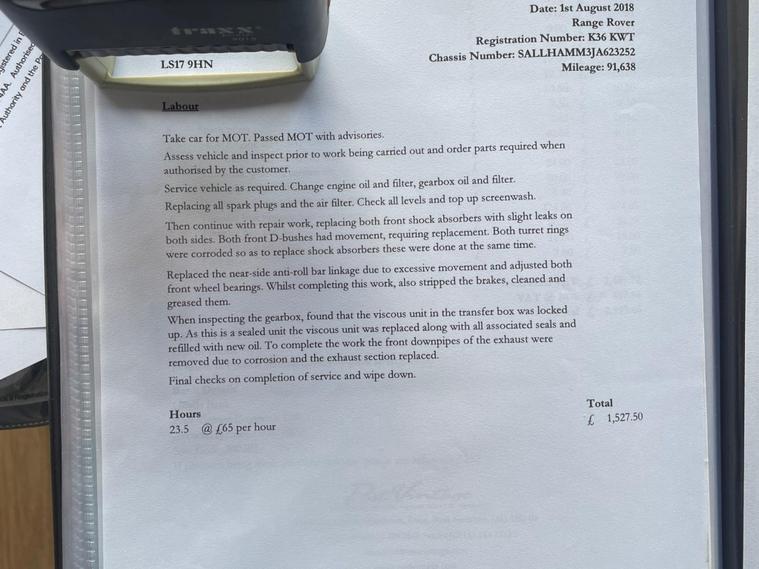 traxx
Date: 1st August 2018
Range Rover
Registration Number: K36 KWT
Chassis Number: SALLHAMM3JA623252
Mileage: 91,638
LS17 9HN
Labour
Take car for MOT. Passed MOT with advisories.
Assess vehicle and inspect prior to work being carried out and order parts required when
authorised by the customer.
Service vehicle as required. Change engine oil and filter, gearbox oil and filter.
Replacing all spark plugs and the air filter. Check all levels and top up screenwash.
Then continue with repair work, replacing both front shock absorbers with slight leaks on
both sides. Both front D-bushes had movement, requiring replacement. Both turret rings
were corroded so as to replace shock absorbers these were done at the same time.
Replaced the near-side anti-roll bar linkage due to excessive movement and adjusted both
front wheel bearings. Whilst completing this work, also stripped the brakes, cleaned and
greased them.
When inspecting the gearbox, found that the viscous unit in the transfer box was locked
up. As this is a sealed unit the viscous unit was replaced along with all associated seals and
refilled with new oil. To complete the work the front downpipes of the exhaust were
removed due to corrosion and the exhaust section replaced.
Final checks on completion of service and wipe down.
Hours
23.5 @ £65 per hour
Total
£ 1,527.50